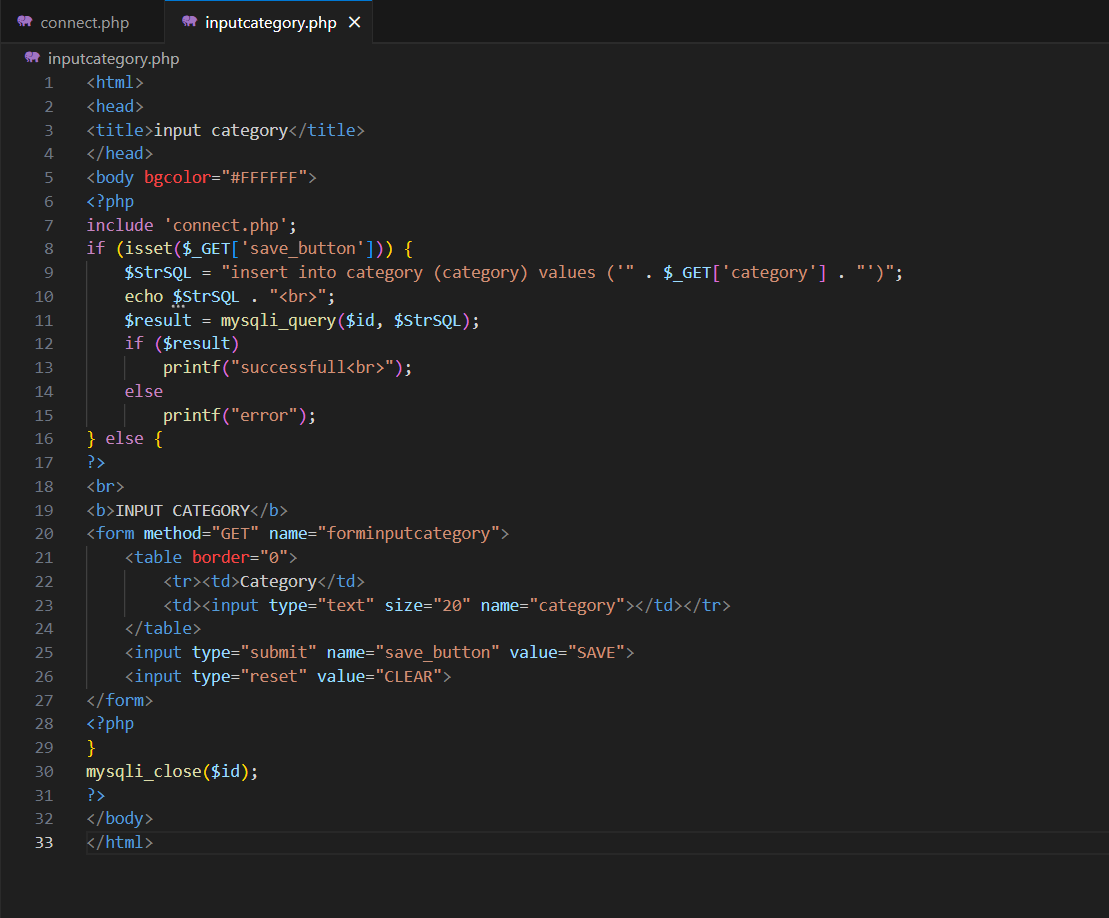 connect.php
inputcategory.php ×
inputcategory.php
1 <html>
2 <head>
3 <title>input category</title>
4 </head>
5 <body bgcolor="#FFFFFF">
6 <?php
7 include 'connect.php';
8 if (isset($_GET['save_button'])) {
9     $StrSQL = "insert into category (category) values ('" . $_GET['category'] . "')";
10     echo $StrSQL . "<br>";
11     $result = mysqli_query($id, $StrSQL);
12     if ($result)
13         printf("successfull<br>");
14     else
15         printf("error");
16 } else {
17 ?>
18 <br>
19 <b>INPUT CATEGORY</b>
20 <form method="GET" name="forminputcategory">
21     <table border="0">
22         <tr><td>Category</td>
23         <td><input type="text" size="20" name="category"></td></tr>
24     </table>
25     <input type="submit" name="save_button" value="SAVE">
26     <input type="reset" value="CLEAR">
27 </form>
28 <?php
29 }
30 mysqli_close($id);
31 ?>
32 </body>
33 </html>